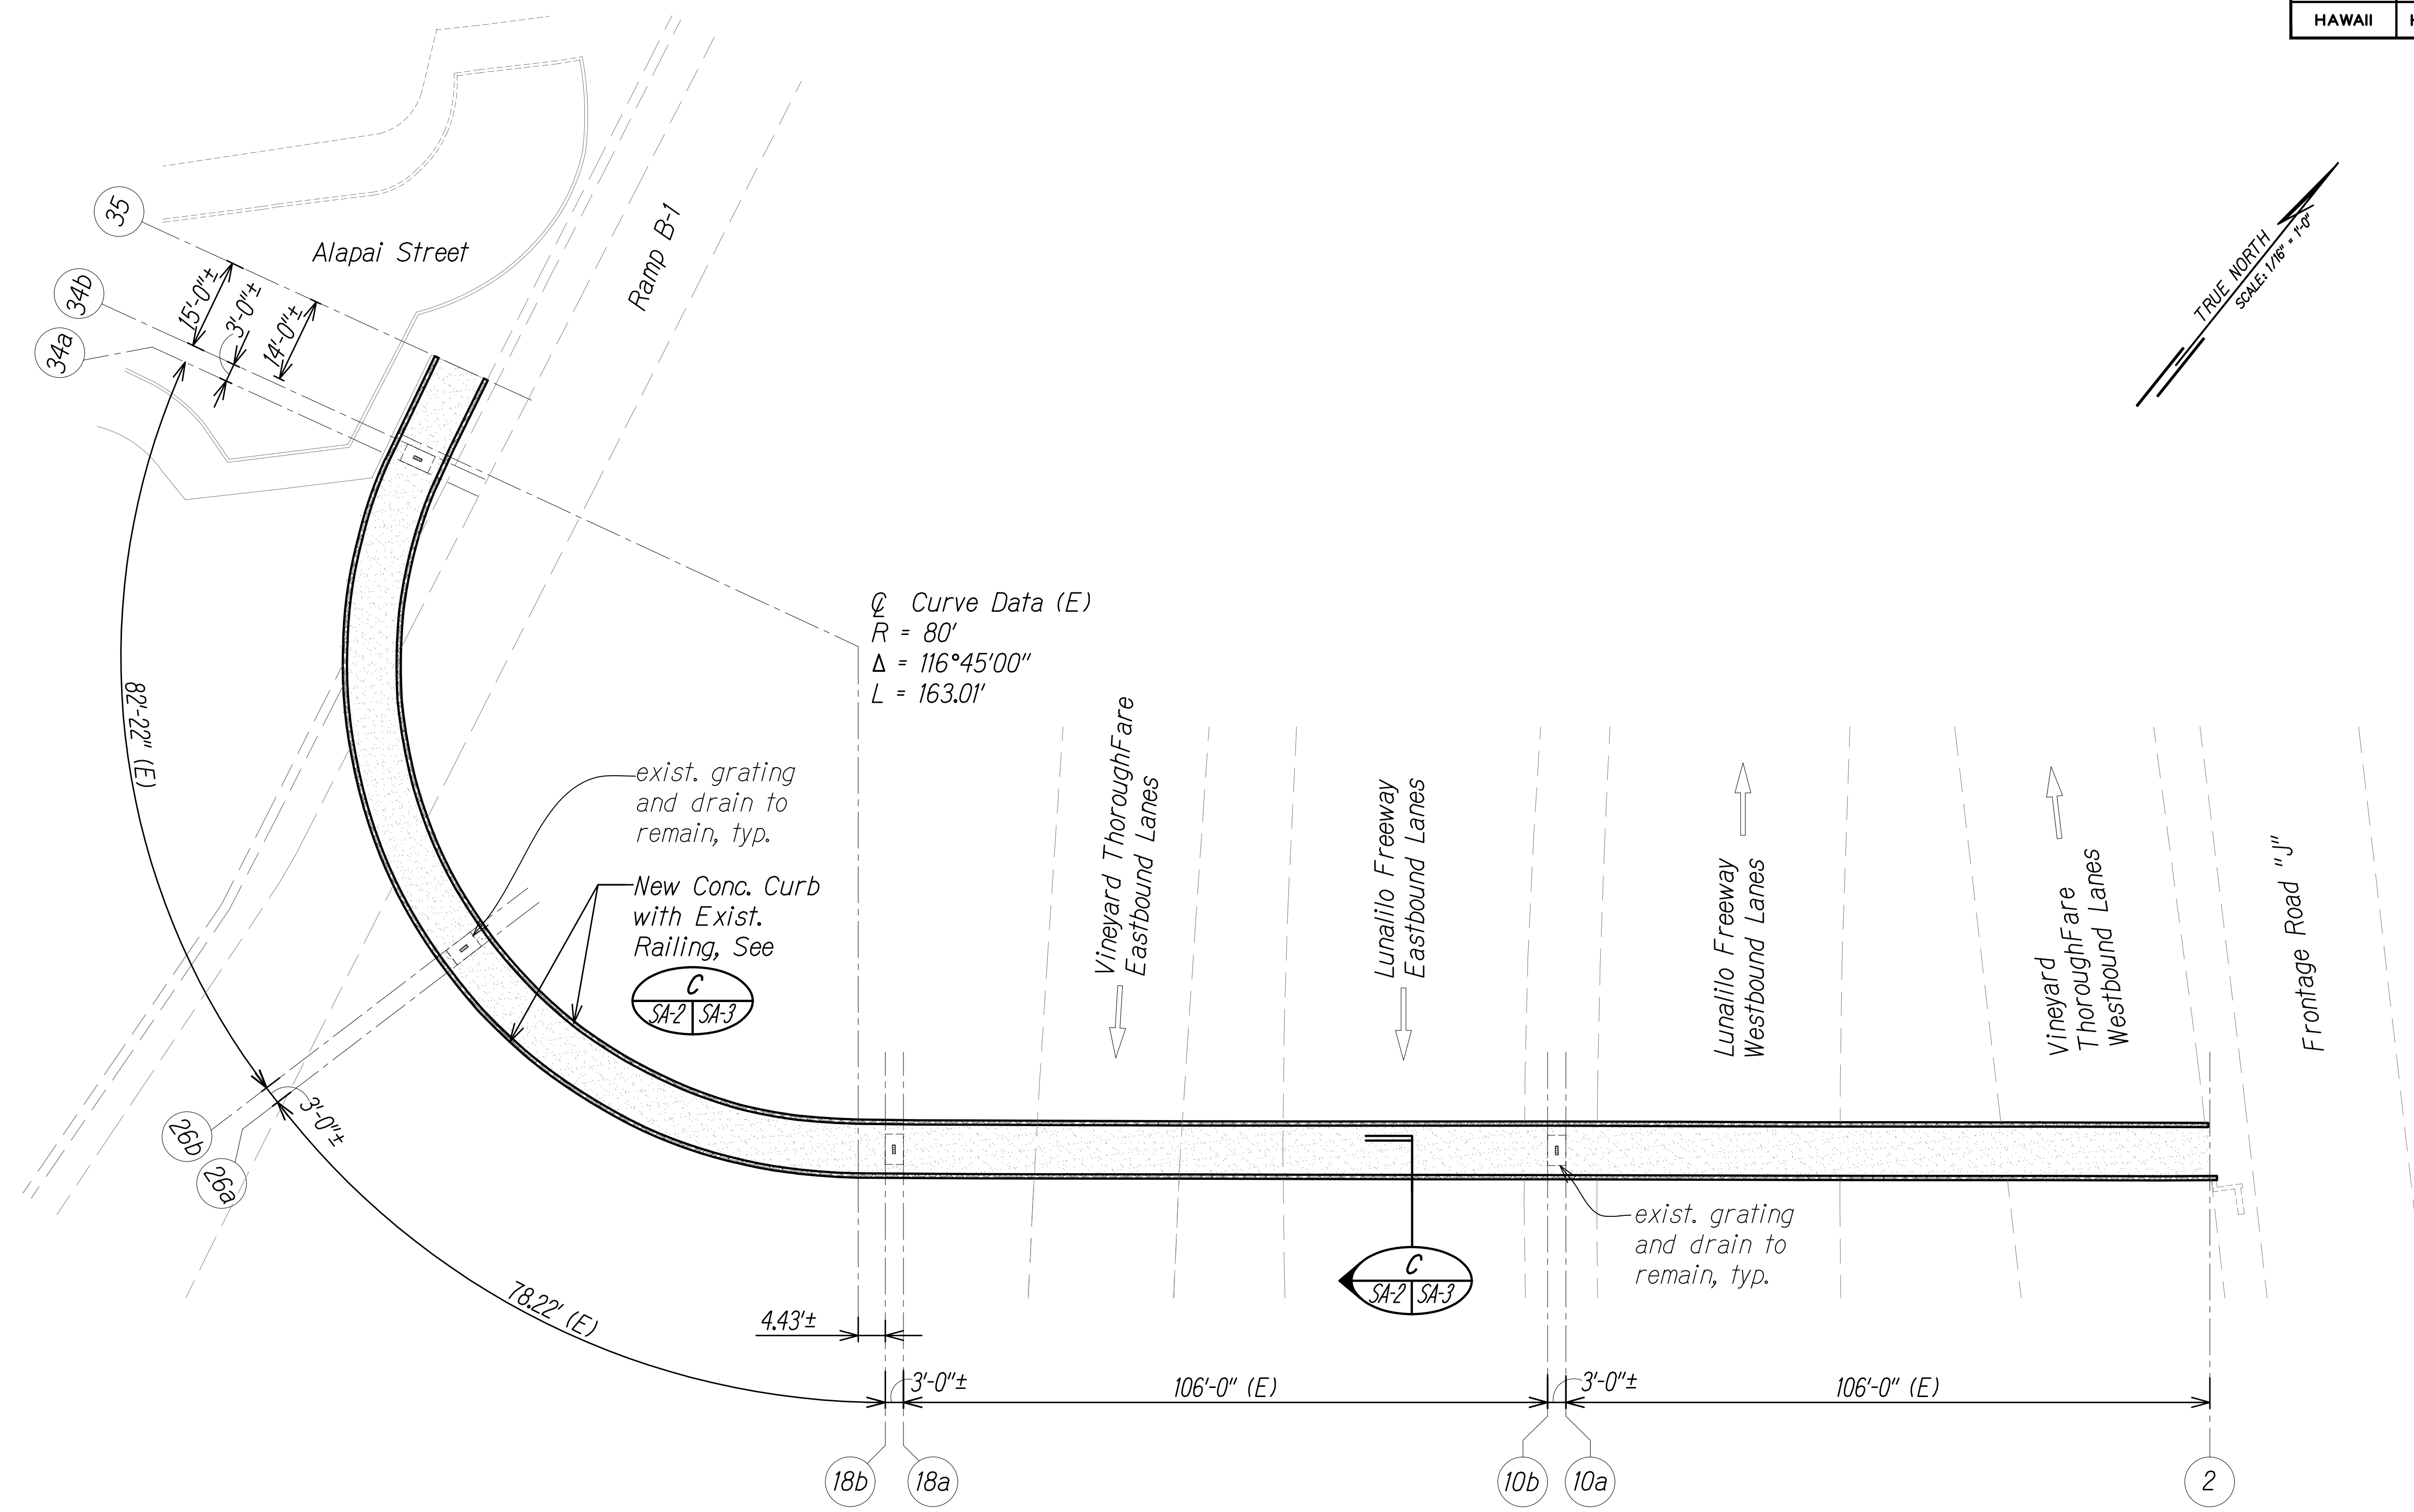 HAWAII
35
34b
34a
15'-0"±
3'-0"±
14'-0"±
Alapai Street
Ramp B-1
TRUE NORTH
SCALE: 1/16" = 1'-0"
℄ Curve Data (E)
R = 80'
Δ = 116°45'00"
L = 163.01'
82'-22" (E)
exist. grating
and drain to
remain, typ.
New Conc. Curb
with Exist.
Railing, See
C
SA-2 SA-3
Vineyard ThoroughFare
Eastbound Lanes
Lunalilo Freeway
Eastbound Lanes
Lunalilo Freeway
Westbound Lanes
Vineyard
ThoroughFare
Westbound Lanes
Frontage Road "J"
26b
26a
3'-0"±
78.22' (E)
exist. grating
and drain to
remain, typ.
C
SA-2 SA-3
4.43'±
3'-0"±
106'-0" (E)
3'-0"±
106'-0" (E)
18b
18a
10b
10a
2